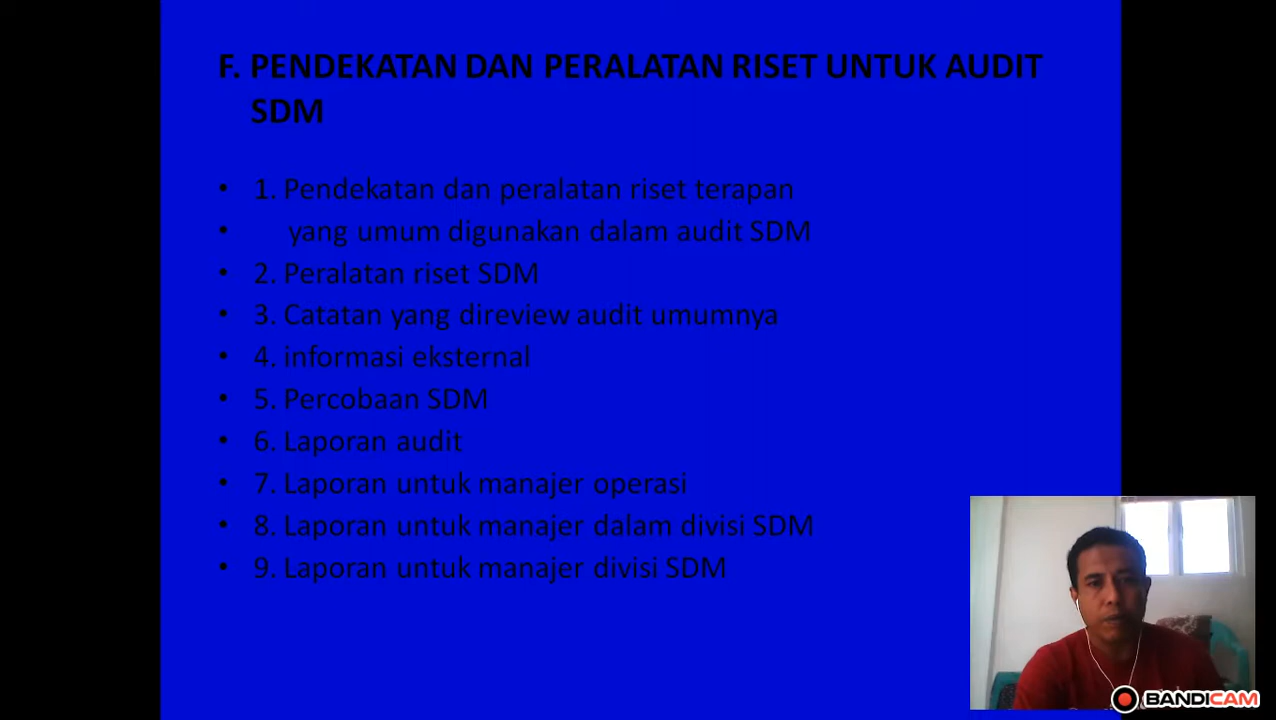 F. PENDEKATAN DAN PERALATAN RISET UNTUK AUDIT
SDM
• 1. Pendekatan dan peralatan riset terapan
• yang umum digunakan dalam audit SDM
• 2. Peralatan riset SDM
• 3. Catatan yang direview audit umumnya
• 4. informasi eksternal
• 5. Percobaan SDM
• 6. Laporan audit
• 7. Laporan untuk manajer operasi
• 8. Laporan untuk manajer dalam divisi SDM
• 9. Laporan untuk manajer divisi SDM
BANDICAM